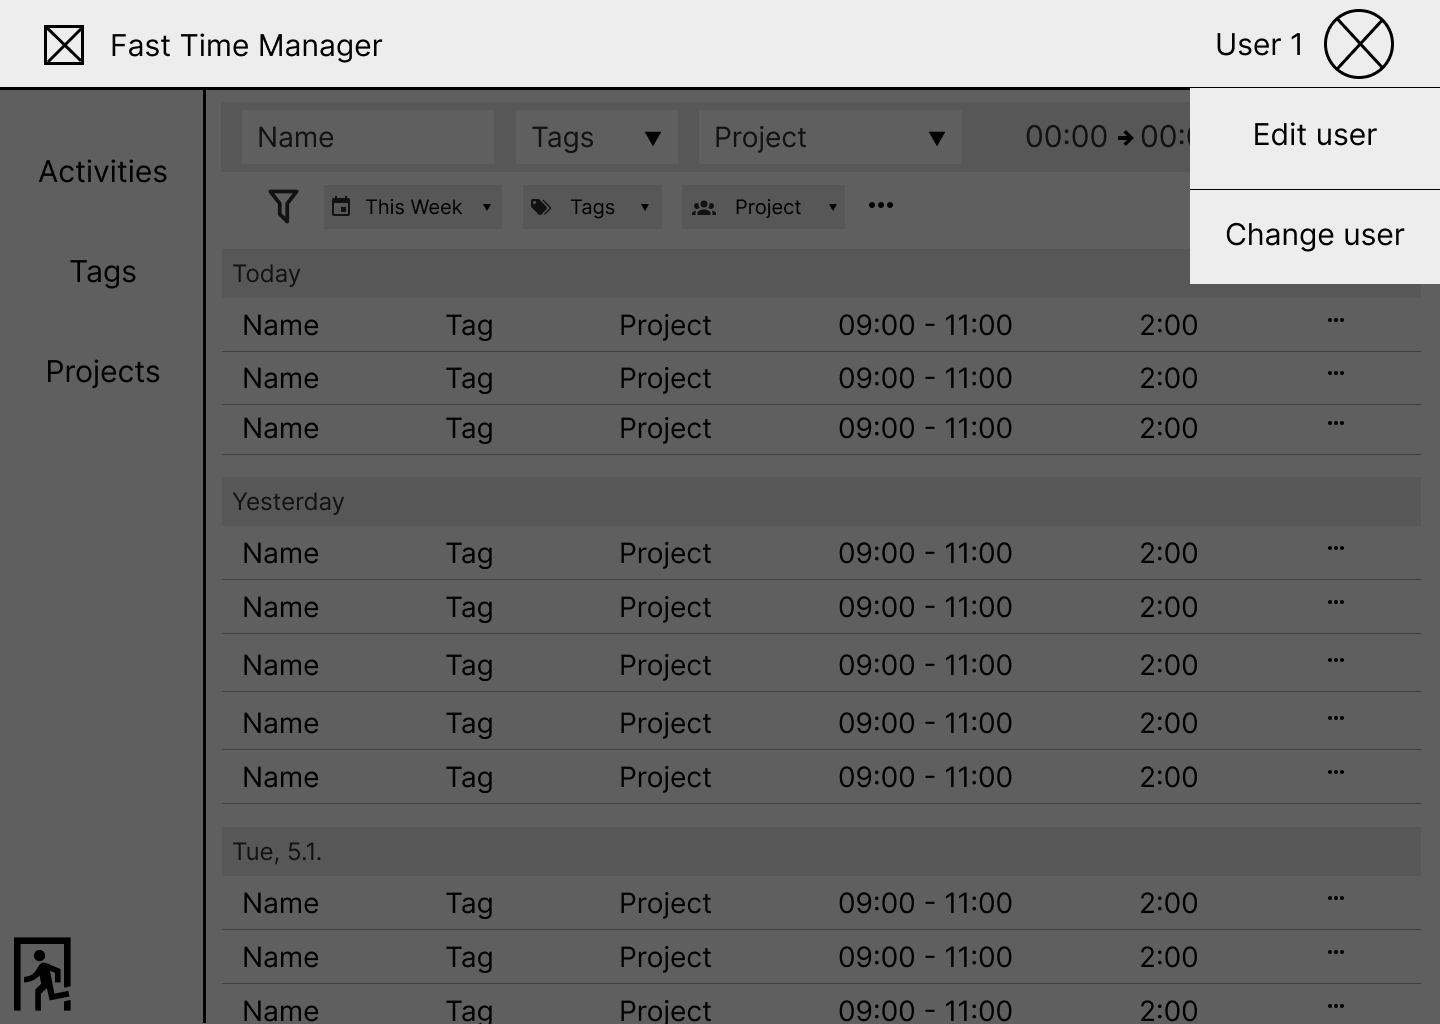 Fast Time Manager
User 1
Edit user
Change user
Activities
Tags
Projects
Name Tags Project 00:00 → 00:
This Week Tags Project •••
Today
Name Tag Project 09:00 - 11:00 2:00 •••
Name Tag Project 09:00 - 11:00 2:00 •••
Name Tag Project 09:00 - 11:00 2:00 •••
Yesterday
Name Tag Project 09:00 - 11:00 2:00 •••
Name Tag Project 09:00 - 11:00 2:00 •••
Name Tag Project 09:00 - 11:00 2:00 •••
Name Tag Project 09:00 - 11:00 2:00 •••
Name Tag Project 09:00 - 11:00 2:00 •••
Tue, 5.1.
Name Tag Project 09:00 - 11:00 2:00 •••
Name Tag Project 09:00 - 11:00 2:00 •••
Name Tag Project 09:00 - 11:00 2:00 •••